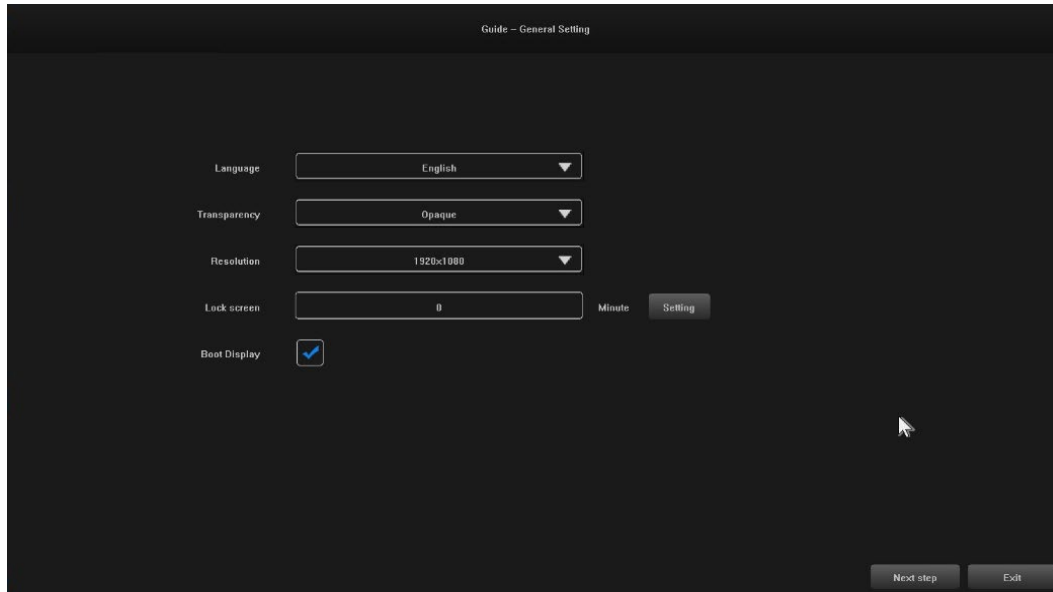 Guide – General Setting
Language English
Transparency Opaque
Resolution 1920x1080
Lock screen 0 Minute Setting
Boot Display
Next step Exit